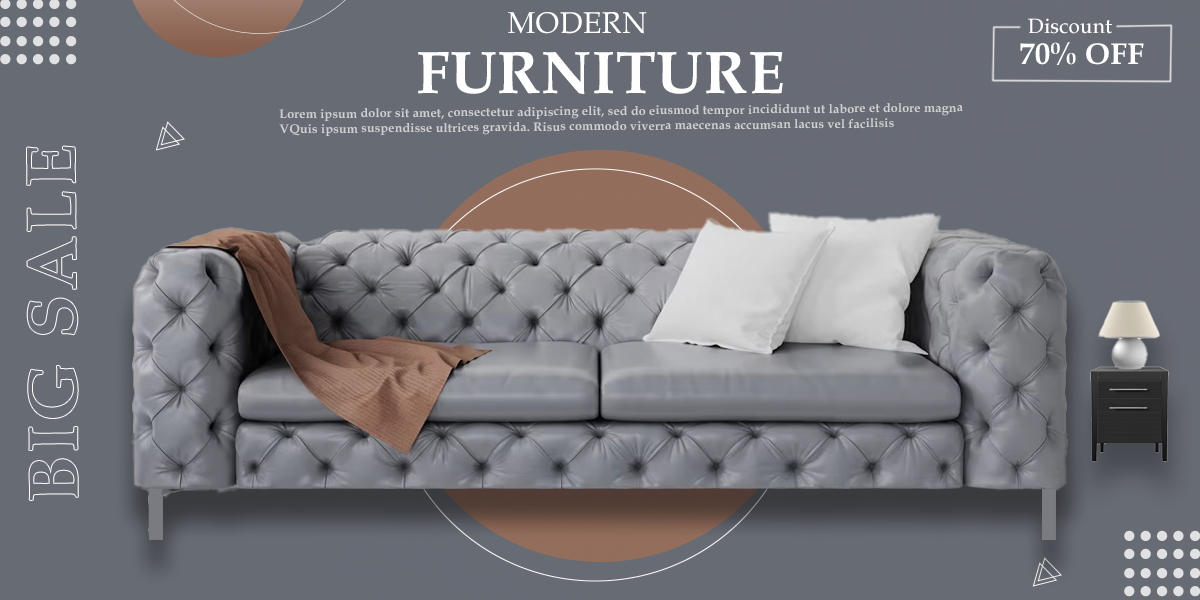 MODERN
FURNITURE
Discount
70% OFF
Lorem ipsum dolor sit amet, consectetur adipiscing elit, sed do eiusmod tempor incididunt ut labore et dolore magna
VQuis ipsum suspendisse ultrices gravida. Risus commodo viverra maecenas accumsan lacus vel facilisis
BIG SALE